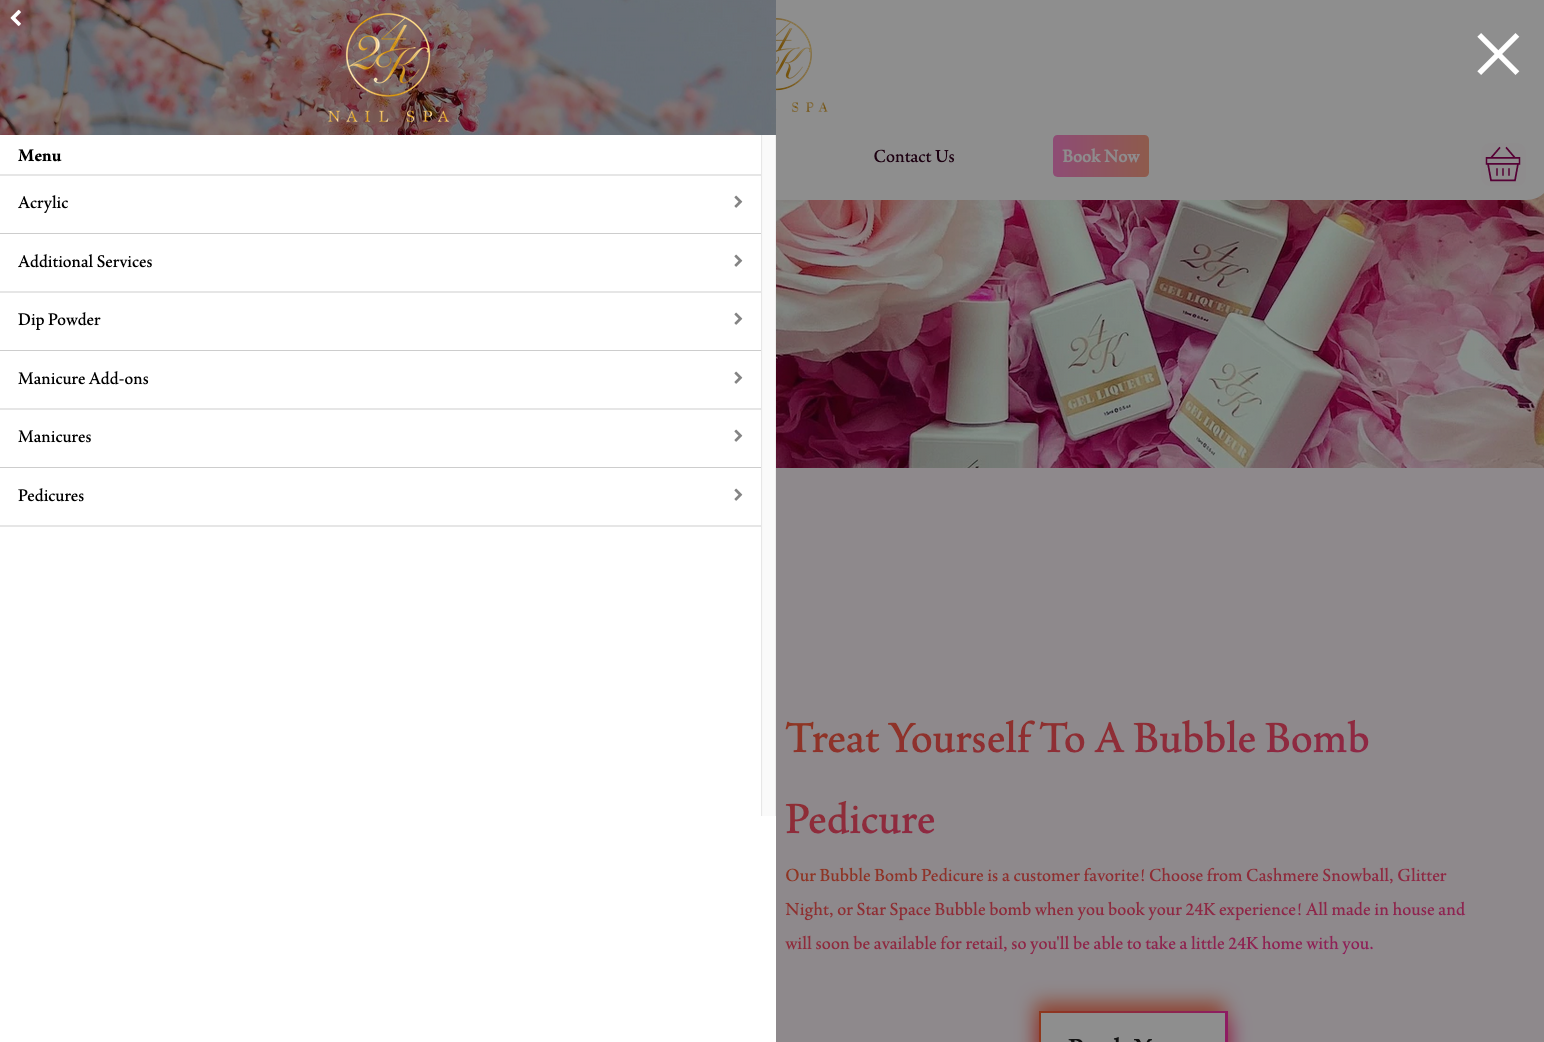 24K
NAIL SPA
Menu
Acrylic
Additional Services
Dip Powder
Manicure Add-ons
Manicures
Pedicures
SPA
Contact Us
Book Now
24K
GEL LIQUEUR
24K
GEL LIQUEUR
24K
GEL LIQUEUR
Treat Yourself To A Bubble Bomb
Pedicure
Our Bubble Bomb Pedicure is a customer favorite! Choose from Cashmere Snowball, Glitter
Night, or Star Space Bubble bomb when you book your 24K experience! All made in house and
will soon be available for retail, so you'll be able to take a little 24K home with you.